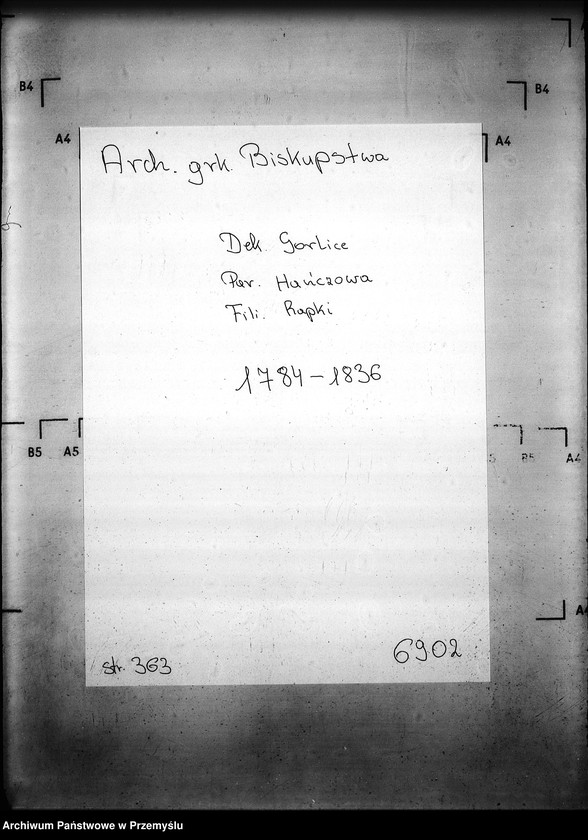 B4
B4
A4
A4
Arch. grk. Biskupstwa
Dek. Gorlice
Par. Hańczowa
Fili. Ropki
1784-1836
B5
A5
B5
A4
A4
str. 363
6902
Archiwum Państwowe w Przemyślu